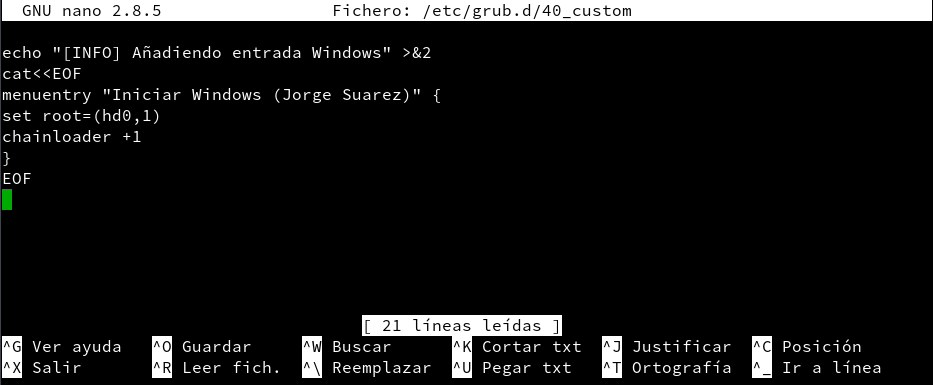 GNU nano 2.8.5 Fichero: /etc/grub.d/40_custom
echo "[INFO] Añadiendo entrada Windows" >&2
cat<<EOF
menuentry "Iniciar Windows (Jorge Suarez)" {
set root=(hd0,1)
chainloader +1
}
EOF
[ 21 líneas leídas ]
^G Ver ayuda ^O Guardar ^W Buscar ^K Cortar txt ^J Justificar ^C Posición
^X Salir ^R Leer fich. ^\ Reemplazar ^U Pegar txt ^T Ortografía ^_ Ir a línea